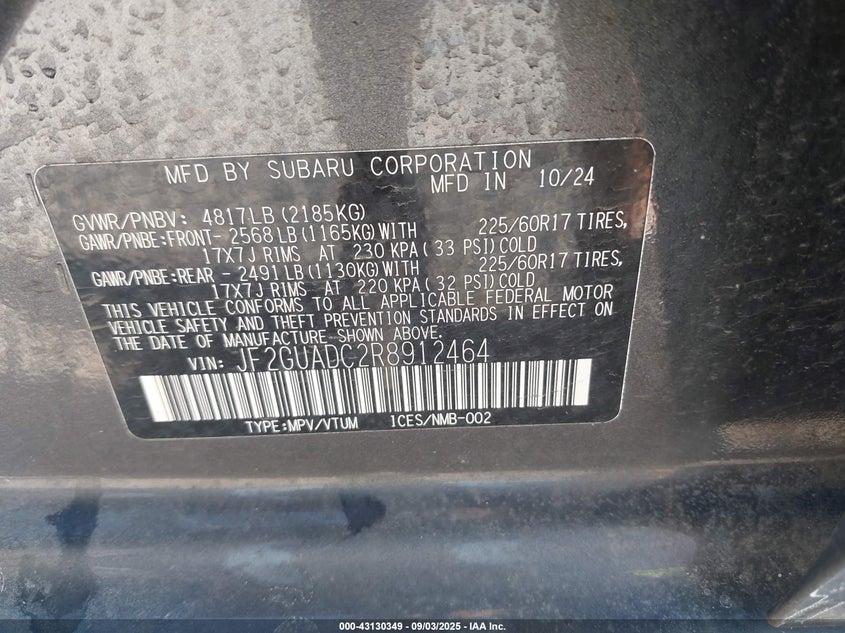 MFD BY SUBARU CORPORATION
MFD IN 10/24
GVWR/PNBV: 4817LB (2185KG)
GAWR/PNBE:FRONT- 2568LB (1165KG) WITH 225/60R17 TIRES,
17X7J RIMS AT 230 KPA (33 PSI) COLD
GAWR/PNBE:REAR - 2491LB (1130KG) WITH 225/60R17 TIRES,
17X7J RIMS AT 220 KPA (32 PSI) COLD
THIS VEHICLE CONFORMS TO ALL APPLICABLE FEDERAL MOTOR
VEHICLE SAFETY AND THEFT PREVENTION STANDARDS IN EFFECT ON
THE DATE OF MANUFACTURE SHOWN ABOVE.
VIN: JF2GUADC2R8912464
TYPE:MPV/VTUM ICES/NMB-002
000-43130349 - 09/03/2025 - IAA Inc.